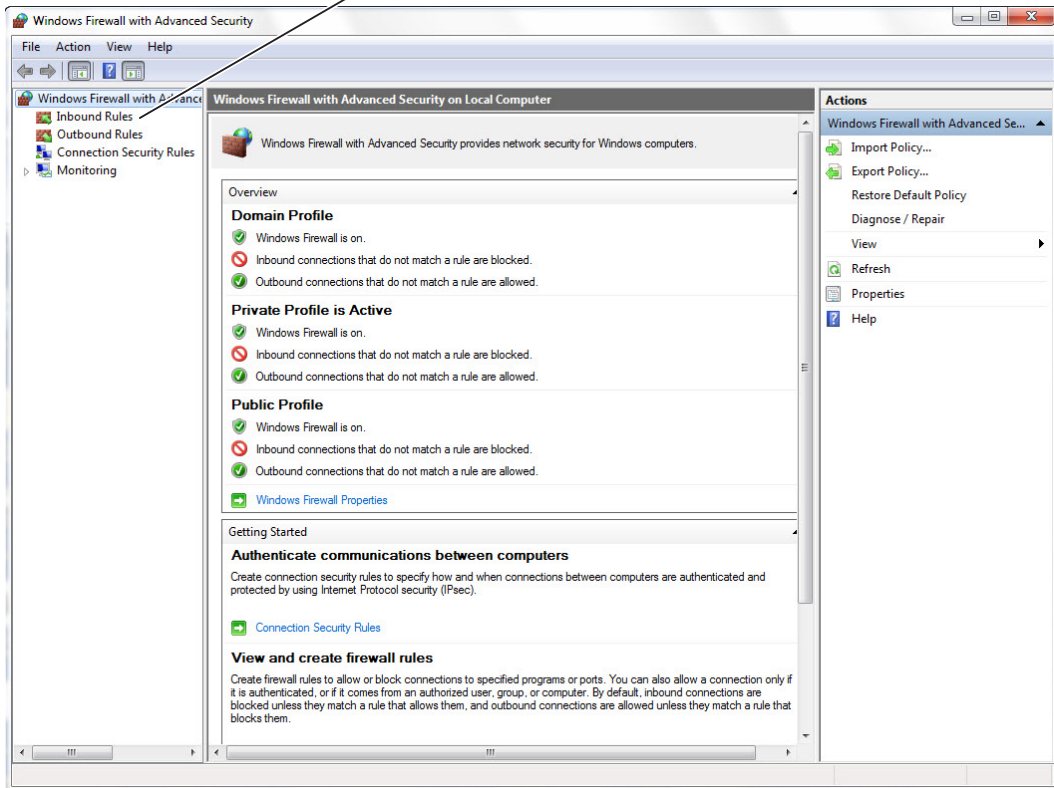 Windows Firewall with Advanced Security
File Action View Help
Windows Firewall with Advance
Inbound Rules
Outbound Rules
Connection Security Rules
Monitoring
Windows Firewall with Advanced Security on Local Computer
Windows Firewall with Advanced Security provides network security for Windows computers.
Overview
Domain Profile
Windows Firewall is on.
Inbound connections that do not match a rule are blocked.
Outbound connections that do not match a rule are allowed.
Private Profile is Active
Windows Firewall is on.
Inbound connections that do not match a rule are blocked.
Outbound connections that do not match a rule are allowed.
Public Profile
Windows Firewall is on.
Inbound connections that do not match a rule are blocked.
Outbound connections that do not match a rule are allowed.
Windows Firewall Properties
Getting Started
Authenticate communications between computers
Create connection security rules to specify how and when connections between computers are authenticated and
protected by using Internet Protocol security (IPsec).
Connection Security Rules
View and create firewall rules
Create firewall rules to allow or block connections to specified programs or ports. You can also allow a connection only if
it is authenticated, or if it comes from an authorized user, group, or computer. By default, inbound connections are
blocked unless they match a rule that allows them, and outbound connections are allowed unless they match a rule that
blocks them.
Actions
Windows Firewall with Advanced Se...
Import Policy...
Export Policy...
Restore Default Policy
Diagnose / Repair
View
Refresh
Properties
Help